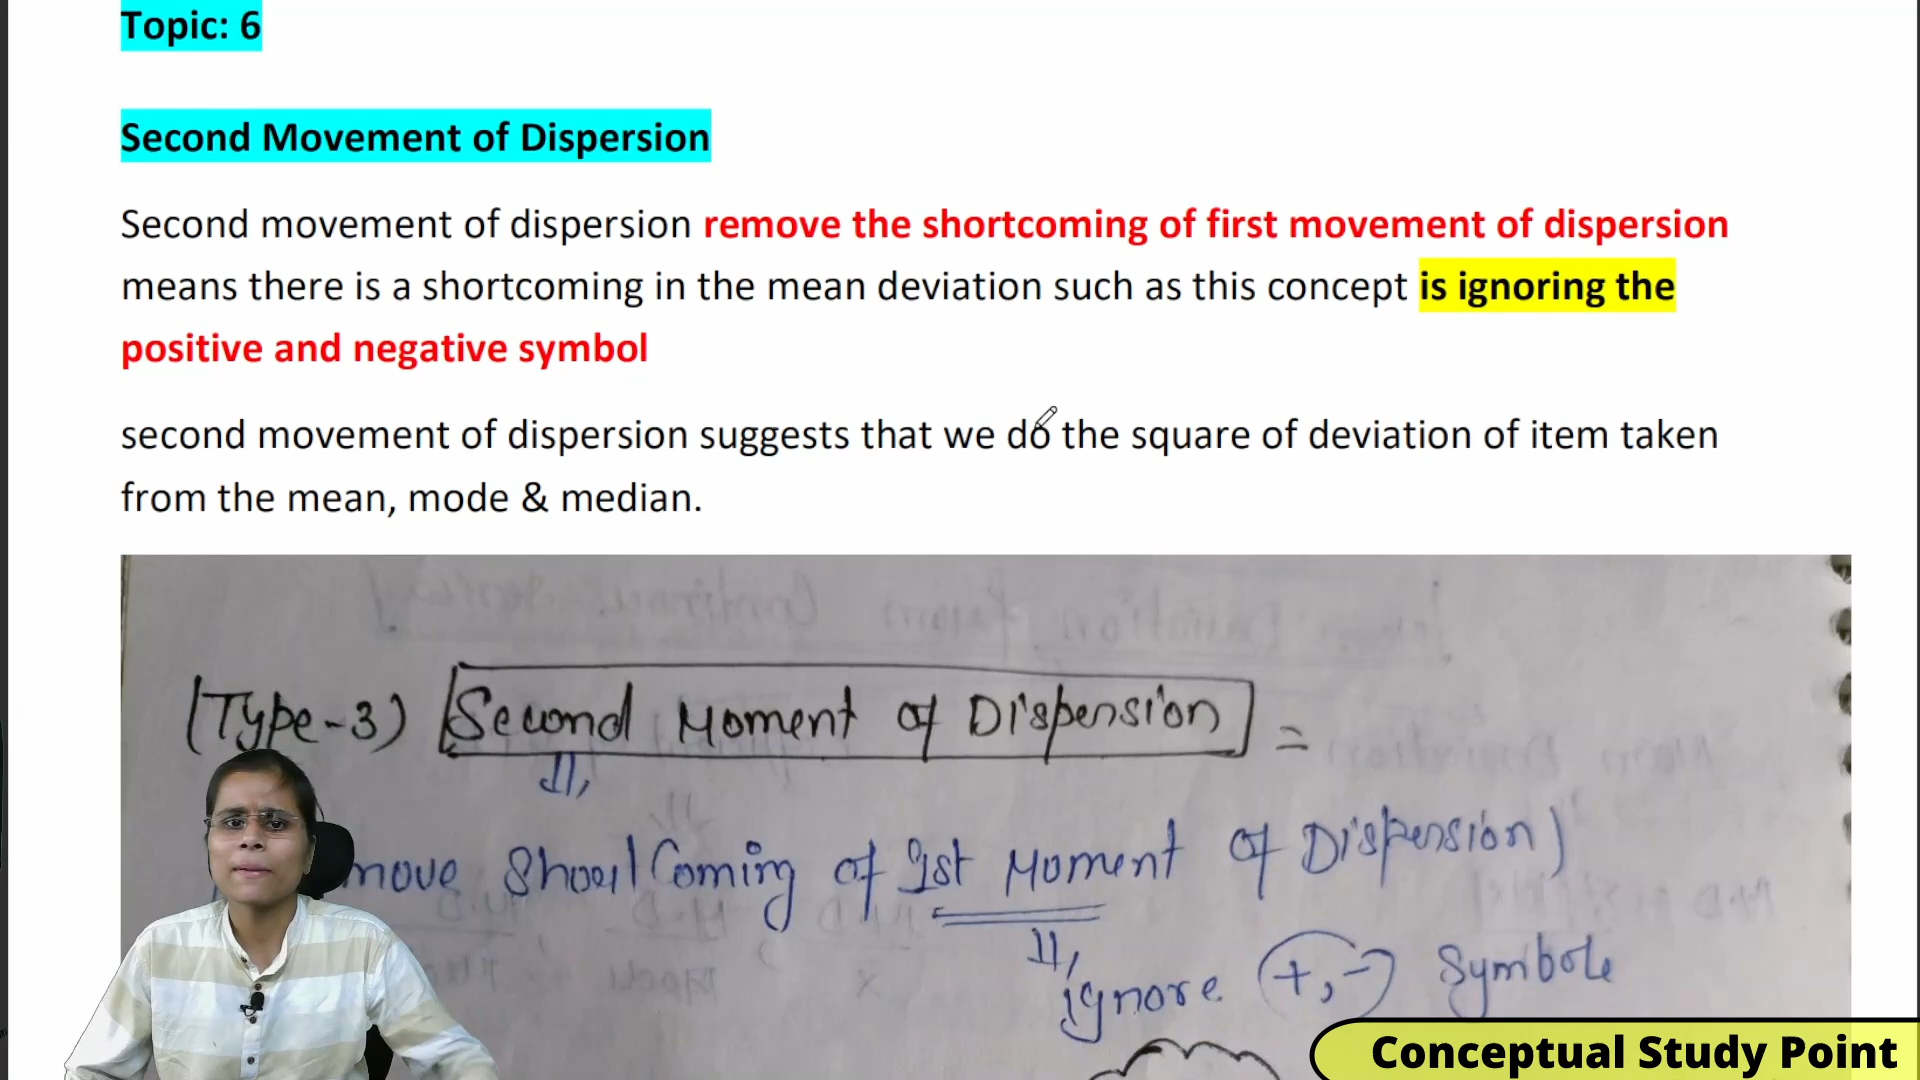 Topic: 6
Second Movement of Dispersion
Second movement of dispersion remove the shortcoming of first movement of dispersion
means there is a shortcoming in the mean deviation such as this concept is ignoring the
positive and negative symbol
second movement of dispersion suggests that we do the square of deviation of item taken
from the mean, mode & median.
(Type-3) Second Moment of Dispersion =
move Short Coming of 1st Moment of Dispersion)
ignore (+,-) Symbole
Conceptual Study Point